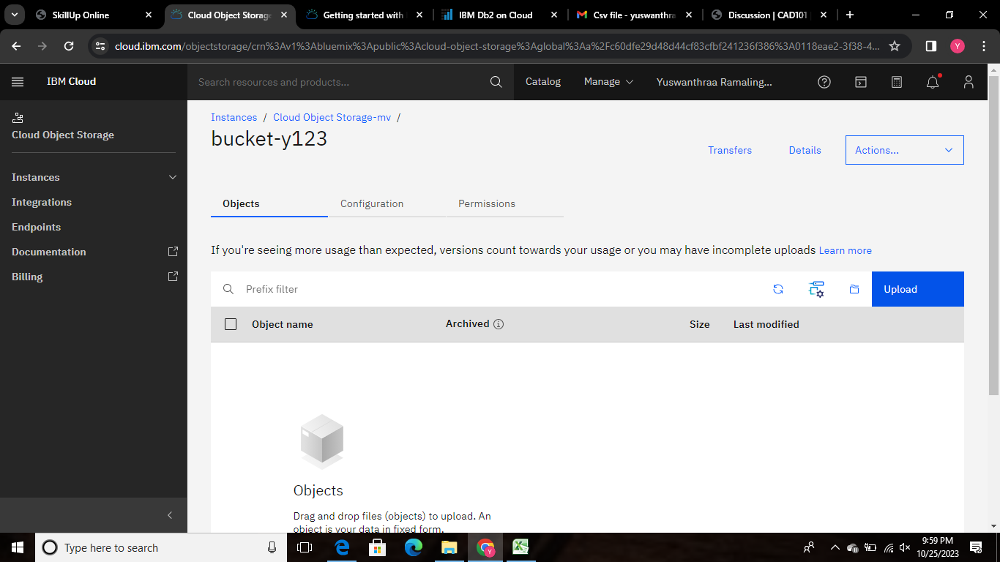 SkillUp Online
Cloud Object Storage
Getting started with
IBM Db2 on Cloud
Csv file - yuswanthra
Discussion | CAD101
cloud.ibm.com/objectstorage/crn%3Av1%3Abluemix%3Apublic%3Acloud-object-storage%3Aglobal%3Aa%2Fc60dfe29d48d44cf83cfbf241236f386%3A0118eae2-3f38-4...
Y
IBM Cloud
Search resources and products...
Catalog
Manage
Yuswanthraa Ramaling...
Cloud Object Storage
Instances
Integrations
Endpoints
Documentation
Billing
Instances / Cloud Object Storage-mv /
bucket-y123
Transfers
Details
Actions...
Objects
Configuration
Permissions
If you're seeing more usage than expected, versions count towards your usage or you may have incomplete uploads Learn more
Prefix filter
Upload
Object name
Archived
Size
Last modified
Objects
Drag and drop files (objects) to upload. An
object is your data in fixed form.
Type here to search
9:59 PM
10/25/2023